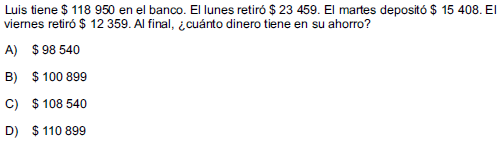 Luis tiene $ 118 950 en el banco. El lunes retiró $ 23 459. El martes depositó $ 15 408. El
viernes retiró $ 12 359. Al final, ¿cuánto dinero tiene en su ahorro?
A) $ 98 540
B) $ 100 899
C) $ 108 540
D) $ 110 899